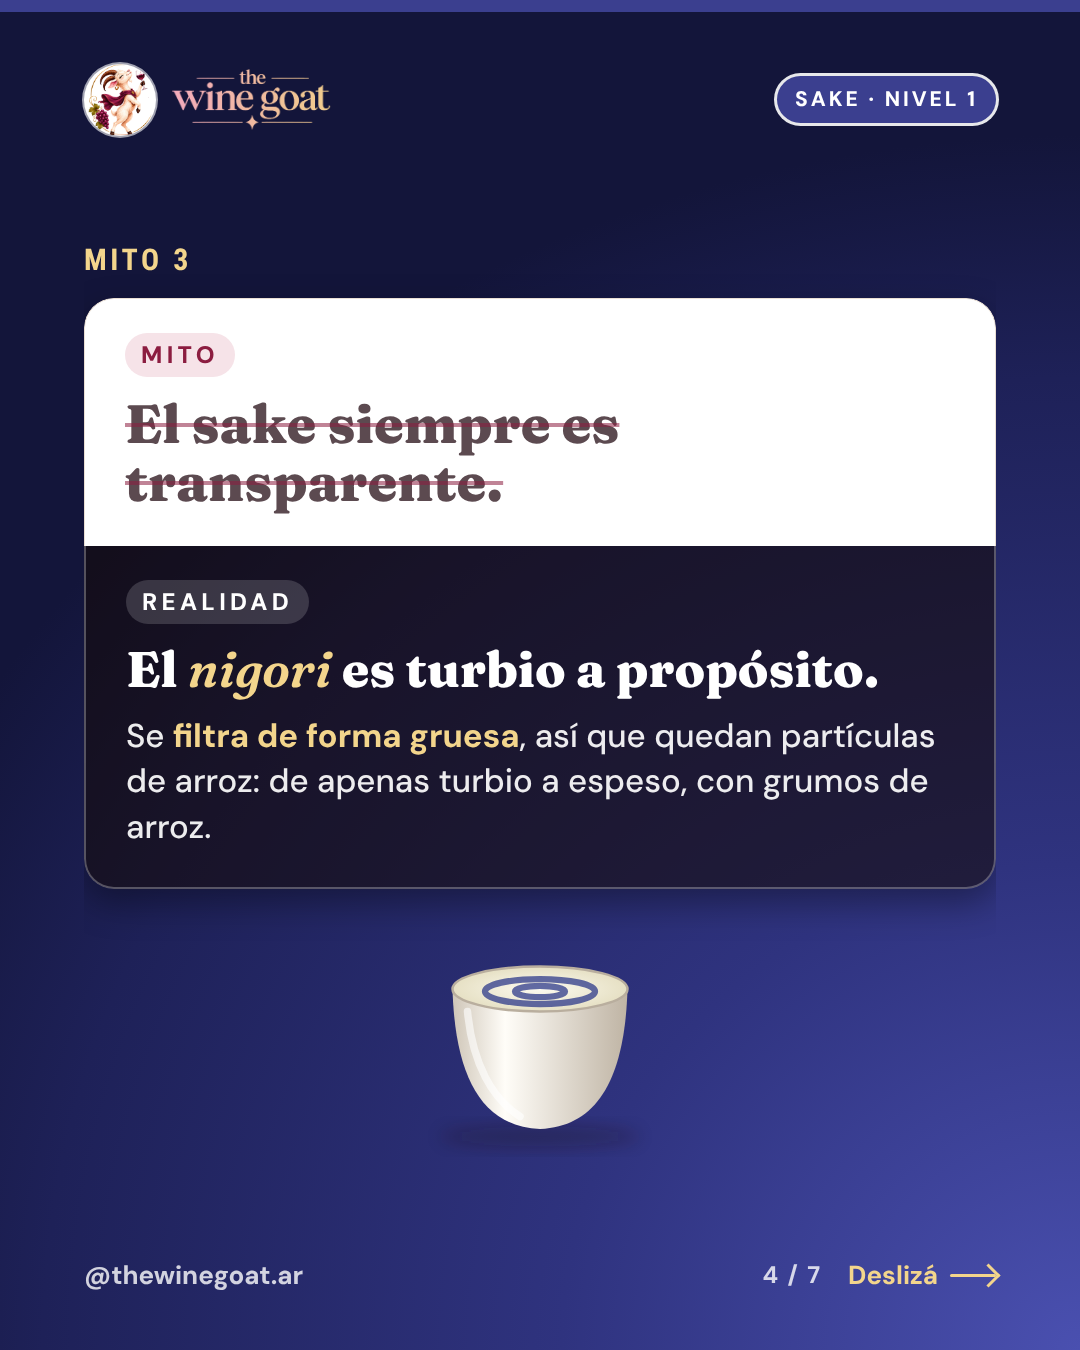 the
wine goat
SAKE · NIVEL 1
MITO 3
MITO
El sake siempre es
transparente.
REALIDAD
El nigori es turbio a propósito.
Se filtra de forma gruesa, así que quedan partículas
de arroz: de apenas turbio a espeso, con grumos de
arroz.
@thewinegoat.ar
4 / 7
Deslizá